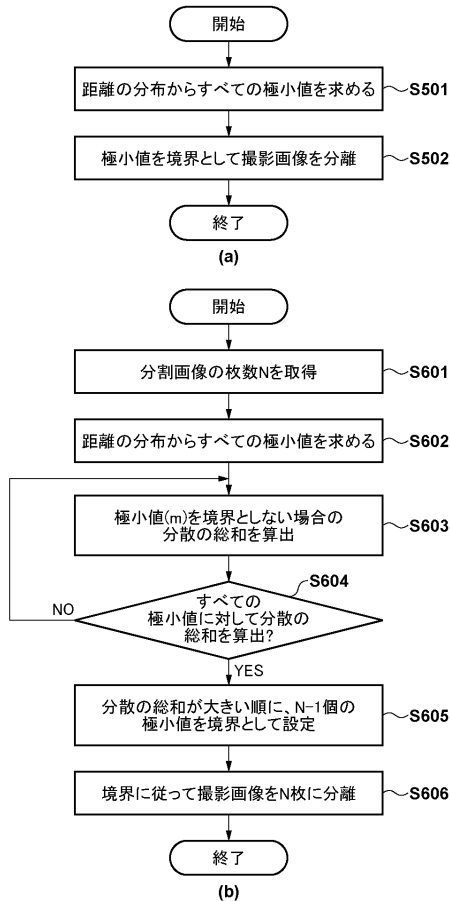 開始
距離の分布からすべての極小値を求める
S501
極小値を境界として撮影画像を分離
S502
終了
(a)
開始
分割画像の枚数Nを取得
S601
距離の分布からすべての極小値を求める
S602
極小値(m)を境界としない場合の
分散の総和を算出
S603
S604
すべての
極小値に対して分散の
総和を算出?
NO
YES
分散の総和が大きい順に、N-1個の
極小値を境界として設定
S605
境界に従って撮影画像をN枚に分離
S606
終了
(b)